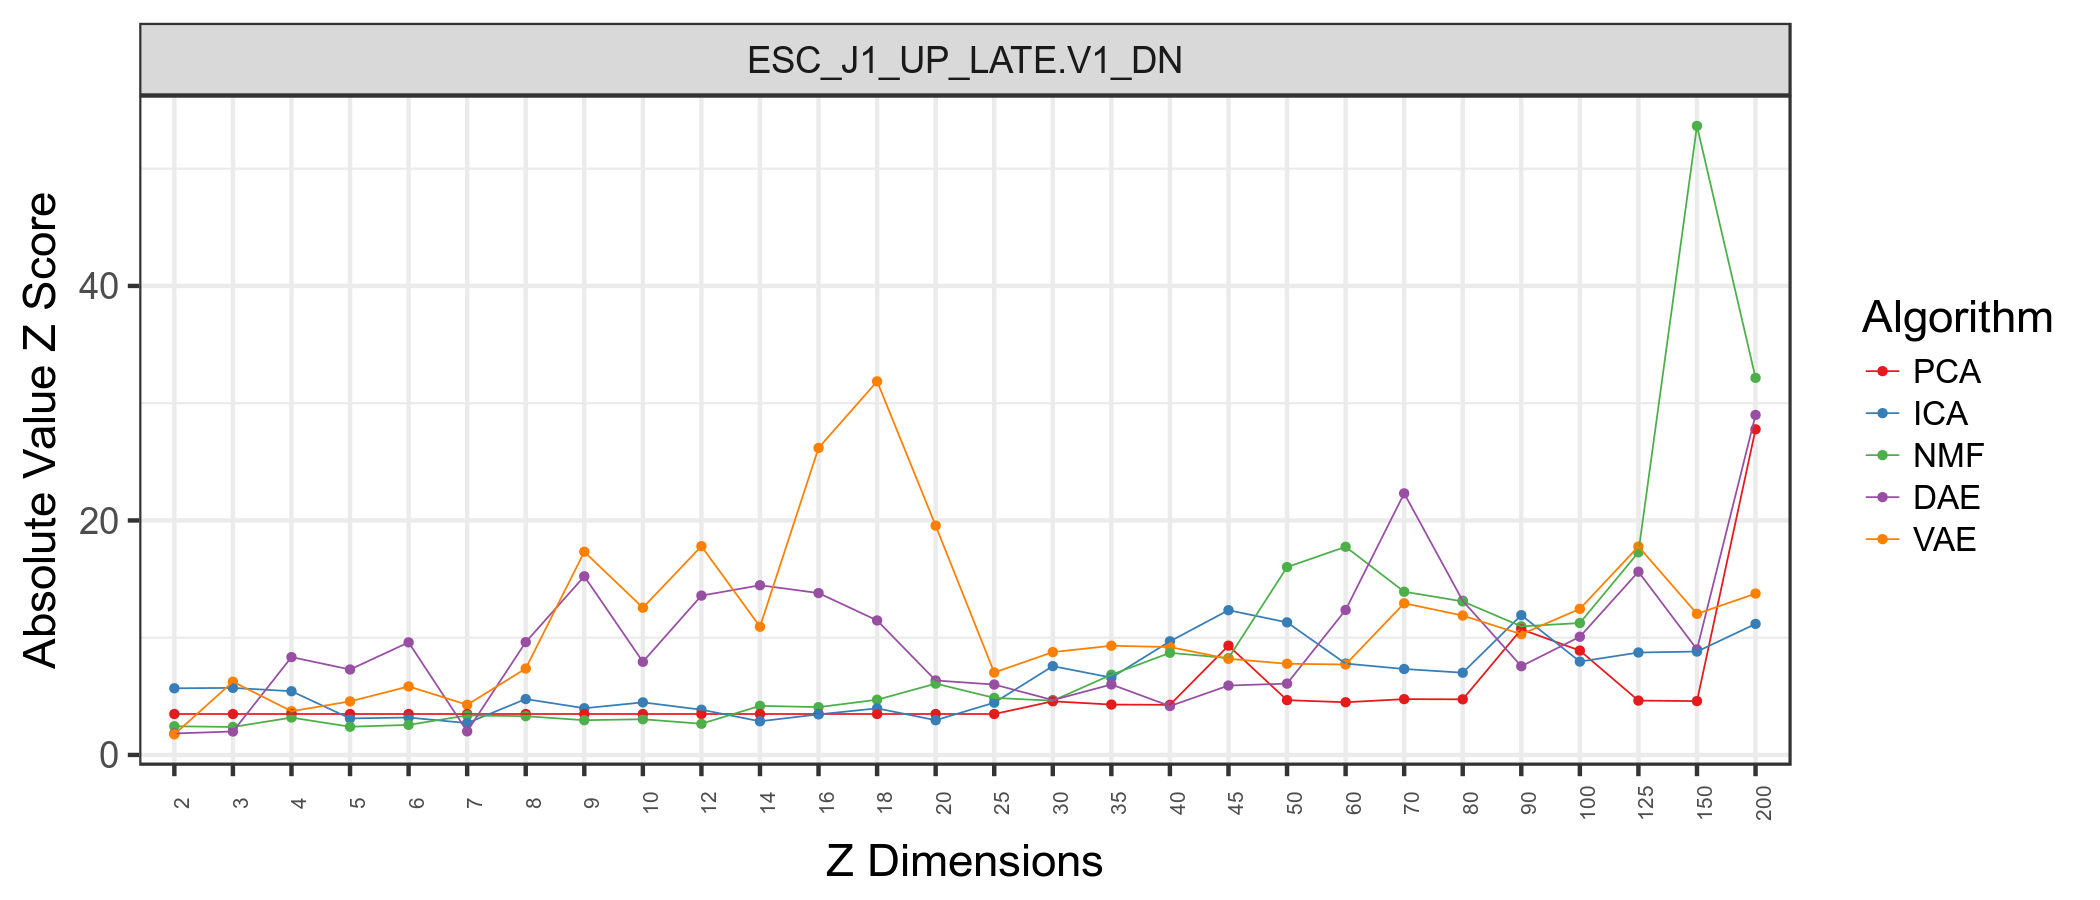 ESC_J1_UP_LATE.V1_DN
Absolute Value Z Score
40
20
0
2 3 4 5 6 7 8 9 10 12 14 16 18 20 25 30 35 40 45 50 60 70 80 90 100 125 150 200
Z Dimensions
Algorithm
PCA
ICA
NMF
DAE
VAE